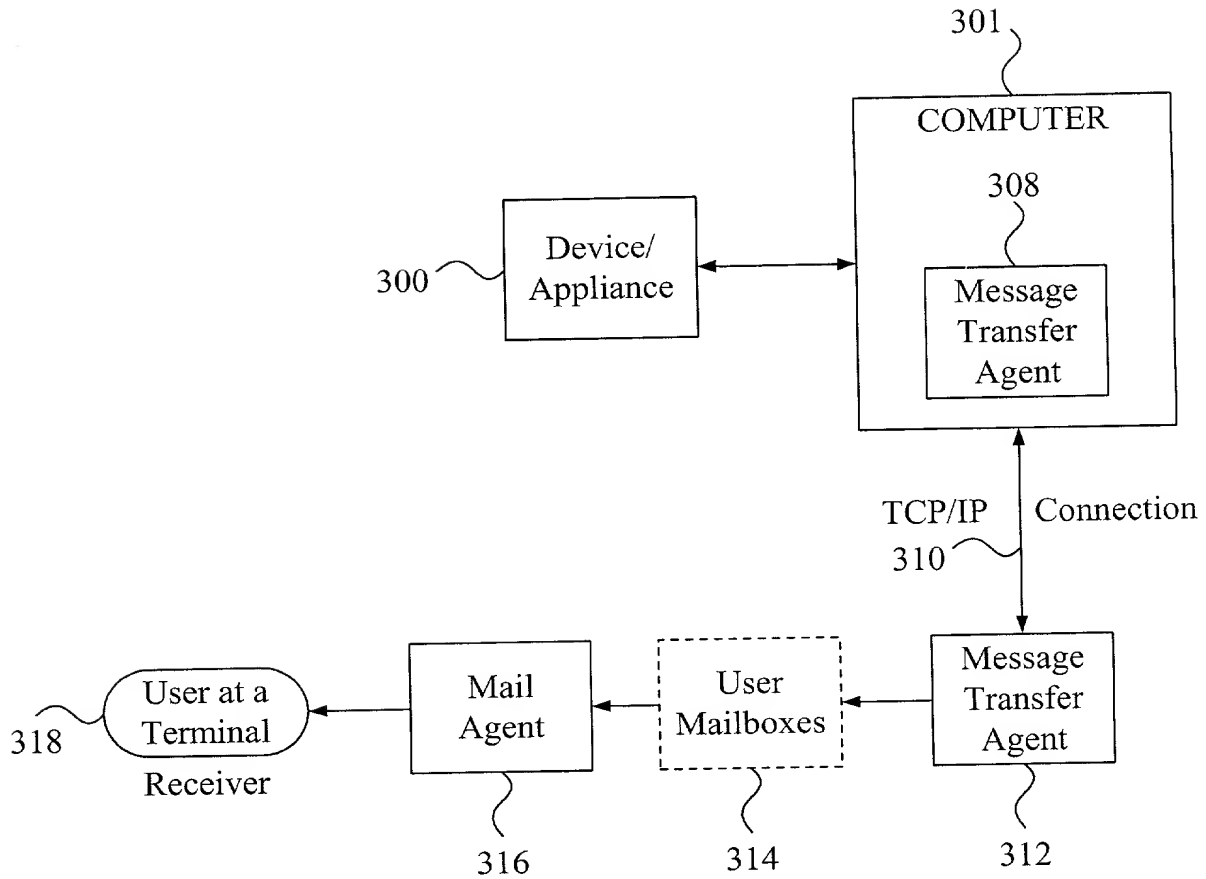 301
COMPUTER
308
Message
Transfer
Agent
Device/
Appliance
300
TCP/IP Connection
310
Message
Transfer
Agent
312
User
Mailboxes
314
Mail
Agent
316
User at a
Terminal
318
Receiver